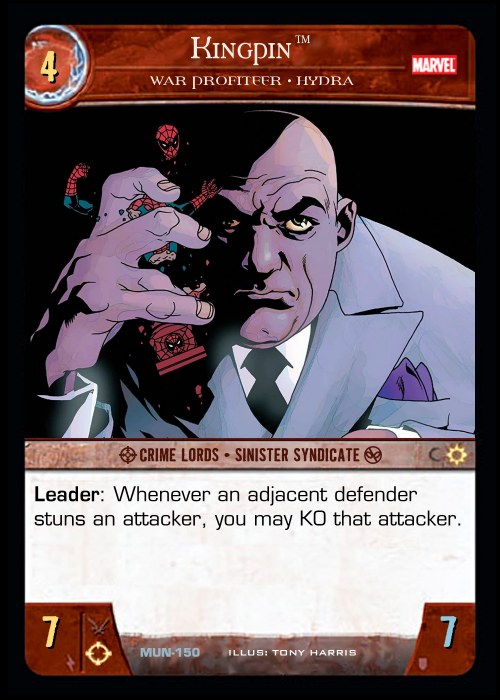 4
Kingpin™
War Profiteer • Hydra
MARVEL
CRIME LORDS • SINISTER SYNDICATE
Leader: Whenever an adjacent defender
stuns an attacker, you may KO that attacker.
7
7
MUN-150
ILLUS: TONY HARRIS